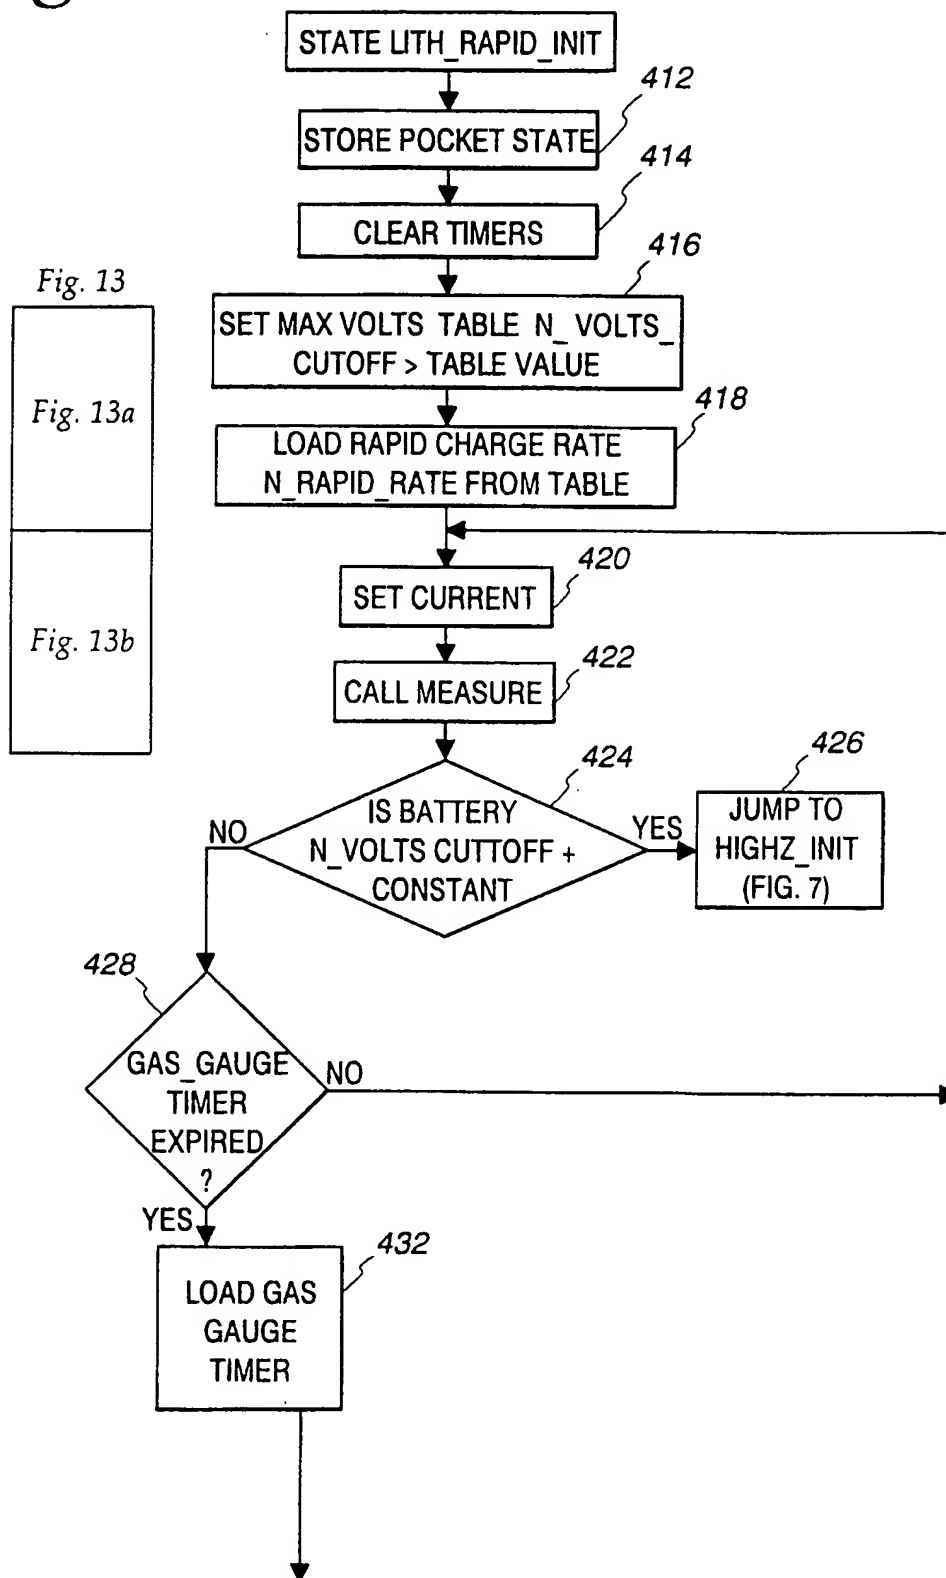 g
STATE LITH_RAPID_INIT
412
STORE POCKET STATE
414
CLEAR TIMERS
416
SET MAX VOLTS TABLE N_VOLTS_
CUTOFF > TABLE VALUE
418
LOAD RAPID CHARGE RATE
N_RAPID_RATE FROM TABLE
Fig. 13
Fig. 13a
Fig. 13b
420
SET CURRENT
422
CALL MEASURE
424
IS BATTERY
N_VOLTS CUTTOFF +
CONSTANT
NO
YES
426
JUMP TO
HIGHZ_INIT
(FIG. 7)
428
GAS_GAUGE
TIMER
EXPIRED
?
NO
YES
432
LOAD GAS
GAUGE
TIMER